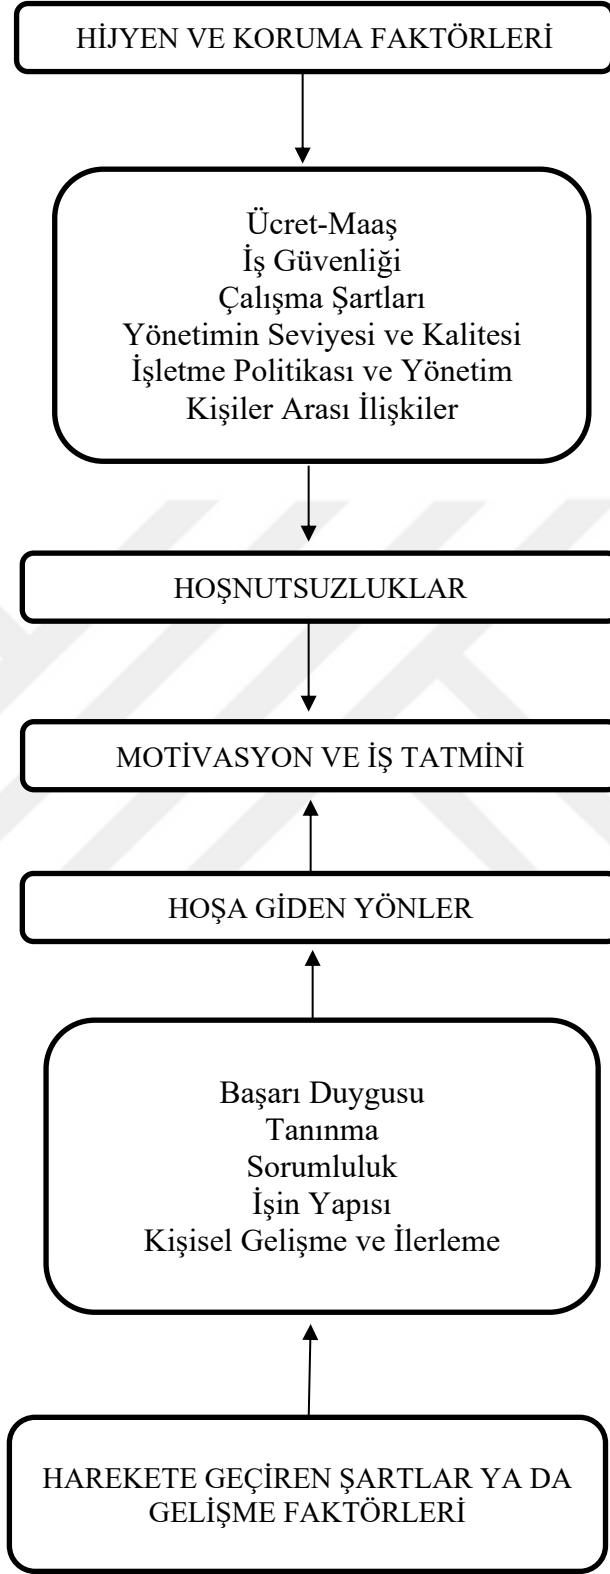 HİJYEN VE KORUMA FAKTÖRLERİ
Ücret-Maaş
İş Güvenliği
Çalışma Şartları
Yönetimin Seviyesi ve Kalitesi
İşletme Politikası ve Yönetim
Kişiler Arası İlişkiler
HOŞNUTSUZLUKLAR
MOTİVASYON VE İŞ TATMİNİ
HOŞA GİDEN YÖNLER
Başarı Duygusu
Tanınma
Sorumluluk
İşin Yapısı
Kişisel Gelişme ve İlerleme
HAREKETE GEÇİREN ŞARTLAR YA DA
GELİŞME FAKTÖRLERİ